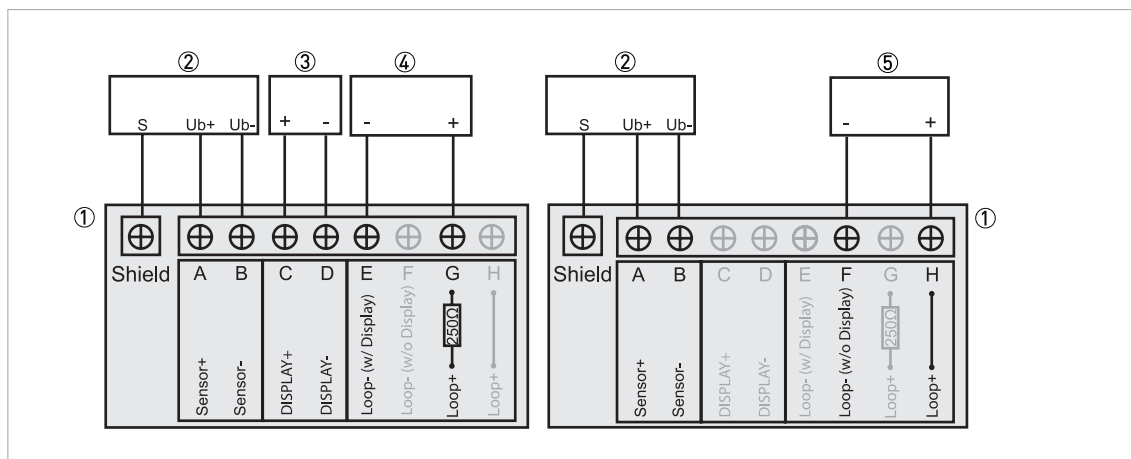 ② ③ ④
S Ub+ Ub- + - - +
①
Shield
A B C D E F G H
Sensor+
Sensor-
DISPLAY+
DISPLAY-
Loop- (w/ Display)
Loop- (w/o Display)
250Ω
Loop+
Loop+
② ⑤
S Ub+ Ub- - +
①
Shield
A B C D E F G H
Sensor+
Sensor-
DISPLAY+
DISPLAY-
Loop- (w/ Display)
Loop- (w/o Display)
250Ω
Loop+
Loop+